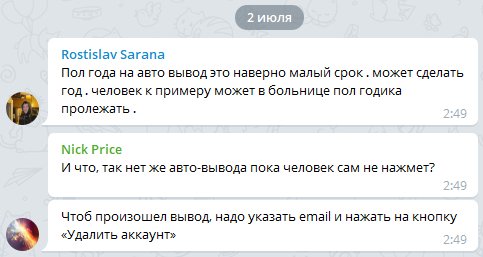 2 июля
Rostislav Sarana
Пол года на авто вывод это наверно малый срок . может сделать
год . человек к примеру может в больнице пол годика
пролежать .
2:49
Nick Price
И что, так нет же авто-вывода пока человек сам не нажмет?
2:49
Чтоб произошел вывод, надо указать email и нажать на кнопку
«Удалить аккаунт»
2:49